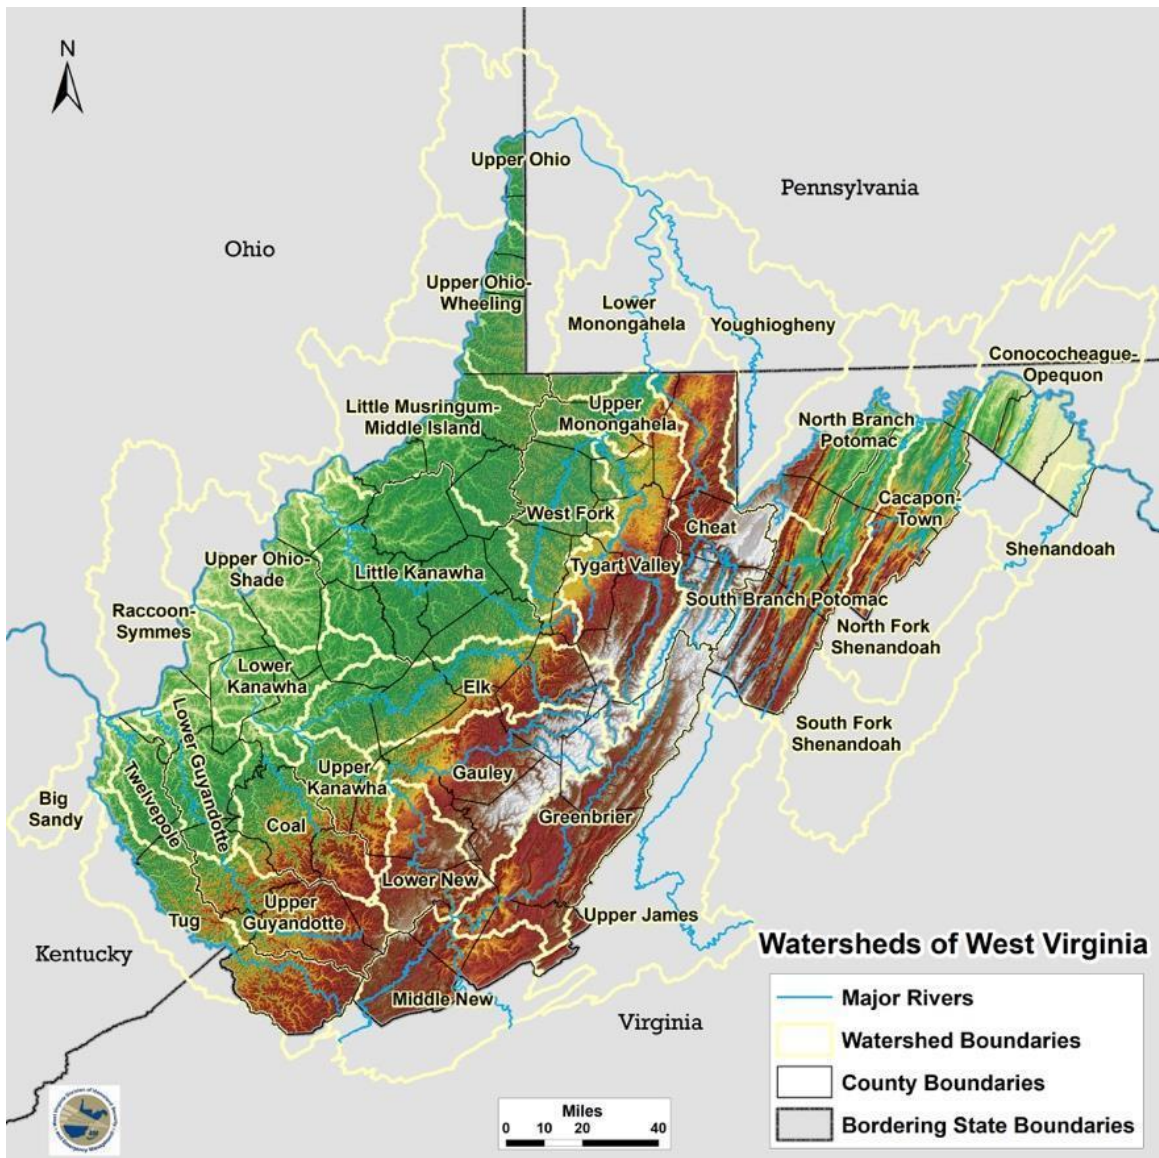 N
Upper Ohio
Pennsylvania
Ohio
Upper Ohio-
Wheeling
Lower
Monongahela
Youghiogheny
Conococheague-
Opequon
Little Musringum-
Middle Island
Upper
Monongahela
North Branch
Potomac
West Fork
Cheat
Cacapon-
Town
Shenandoah
Upper Ohio-
Shade
Little Kanawha
Tygart Valley
South Branch Potomac
Raccoon-
Symmes
North Fork
Shenandoah
Lower
Kanawha
Elk
South Fork
Shenandoah
Lower Guyandotte
Twelvepole
Upper
Kanawha
Gauley
Big
Sandy
Coal
Greenbrier
Lower New
Upper
Guyandotte
Tug
Upper James
Kentucky
Middle New
Virginia
Watersheds of West Virginia
Major Rivers
Watershed Boundaries
County Boundaries
Bordering State Boundaries
Miles
0 10 20 40